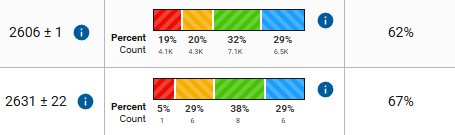 2606 ± 1 i i 62%
Percent 19% 20% 32% 29%
Count 4.1K 4.3K 7.1K 6.5K
2631 ± 22 i i 67%
Percent 5% 29% 38% 29%
Count 1 6 8 6